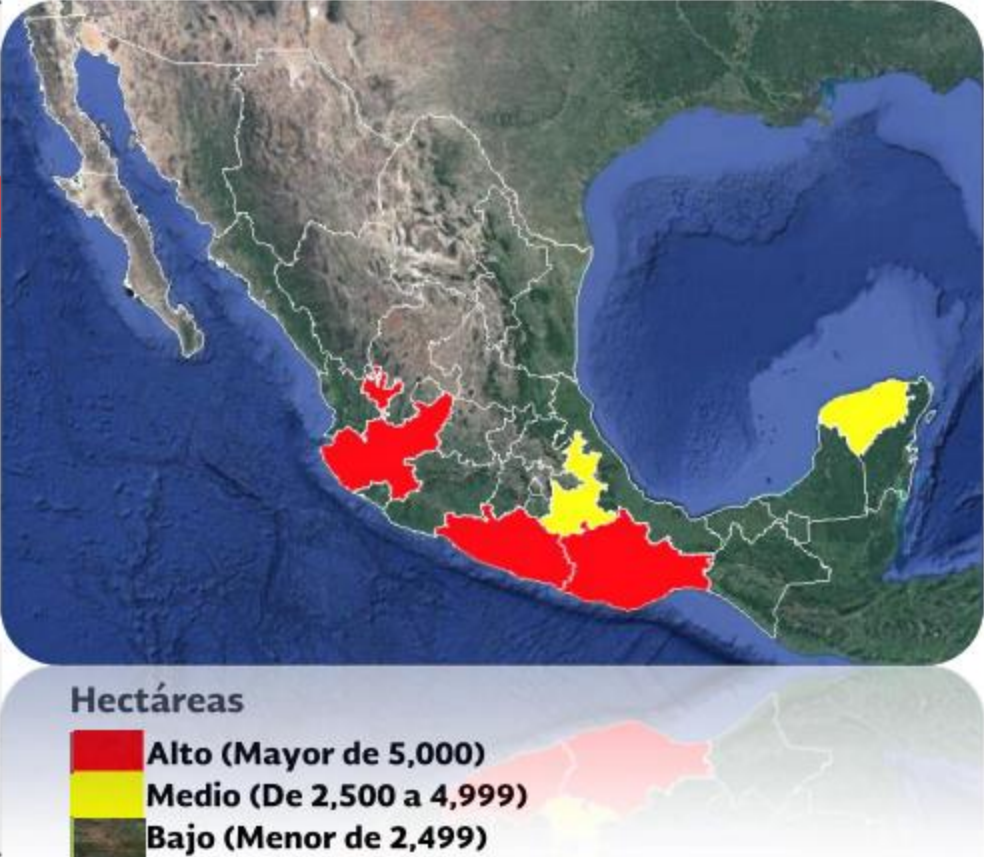 Hectáreas
Alto (Mayor de 5,000)
Medio (De 2,500 a 4,999)
Bajo (Menor de 2,499)